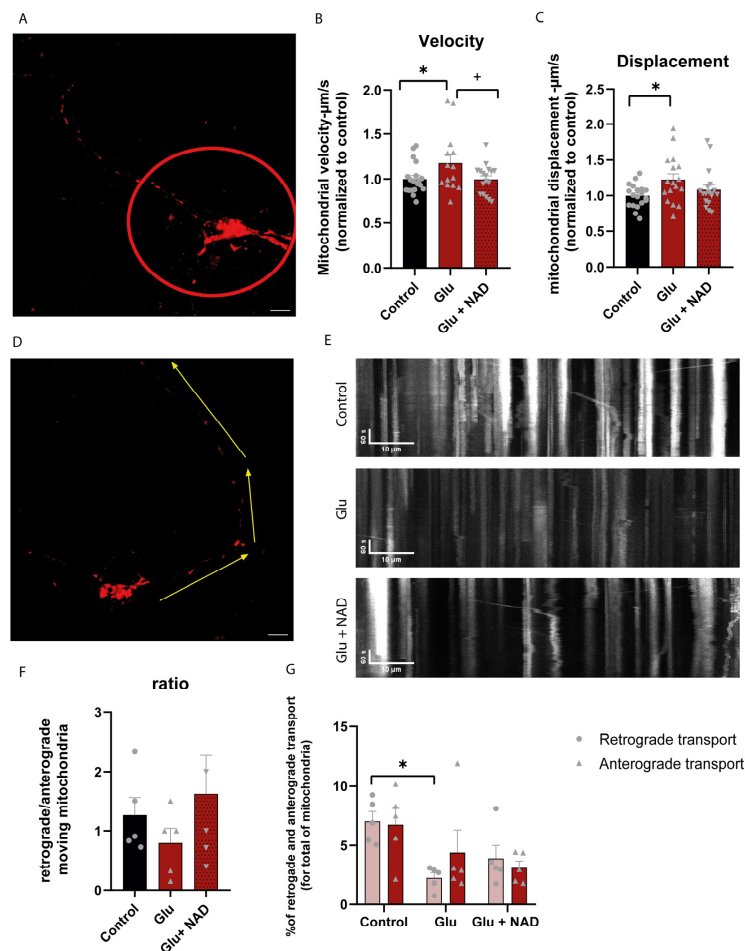 A
B
C
Velocity
Displacement
Mitochondrial velocity-µm/s
(normalized to control)
2.0
1.5
1.0
0.5
0.0
*
+
Control
Glu
Glu + NAD
mitochondrial displacement -µm/s
(normalized to control)
2.5
2.0
1.5
1.0
0.5
0.0
*
Control
Glu
Glu + NAD
D
E
Control
60 s
10 µm
Glu
60 s
10 µm
Glu + NAD
60 s
10 µm
F
ratio
retrograde/anterograde
moving mitochondria
3
2
1
0
Control
Glu
Glu+ NAD
G
%of retrogade and anterograde transport
(for total of mitochondria)
15
10
5
0
*
Control
Glu
Glu + NAD
Retrograde transport
Anterograde transport